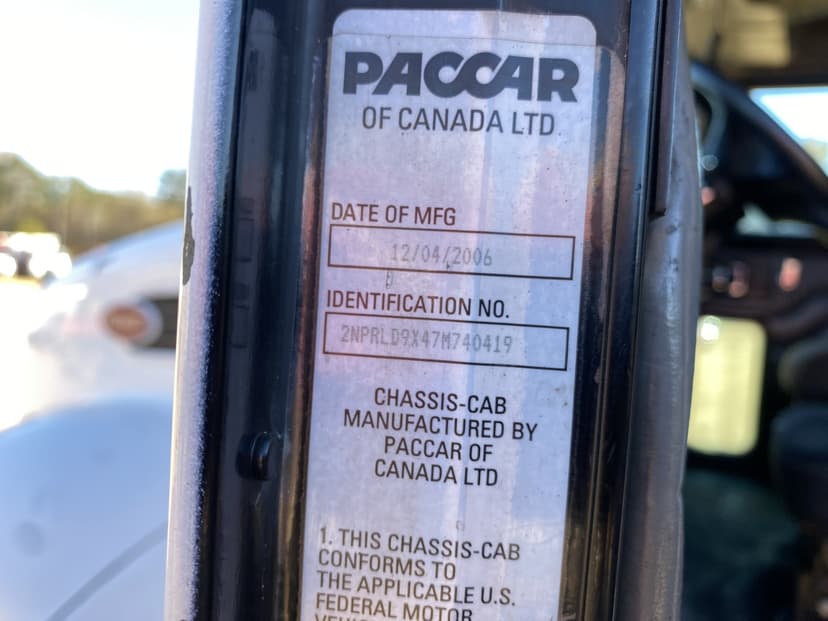 PACCAR
OF CANADA LTD
DATE OF MFG
12/04/2006
IDENTIFICATION NO.
2NPRLD9X47M740419
CHASSIS-CAB
MANUFACTURED BY
PACCAR OF
CANADA LTD
1. THIS CHASSIS-CAB
CONFORMS TO
THE APPLICABLE U.S.
FEDERAL MOTOR